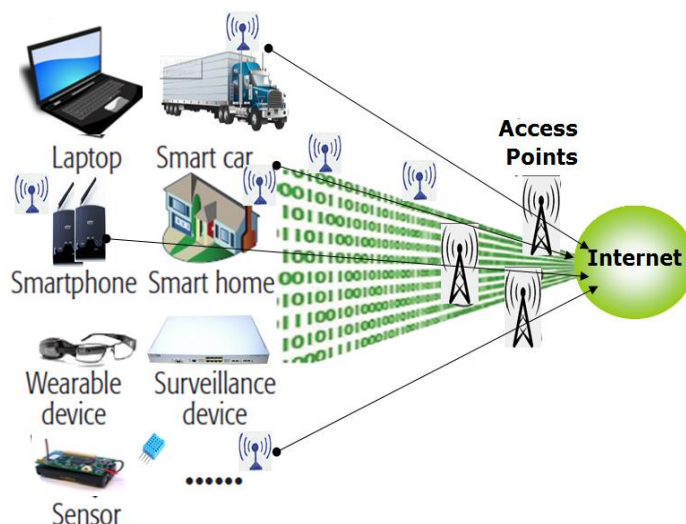 Laptop
Smart car
Access
Points
Smartphone
Smart home
Internet
Wearable
device
Surveillance
device
Sensor